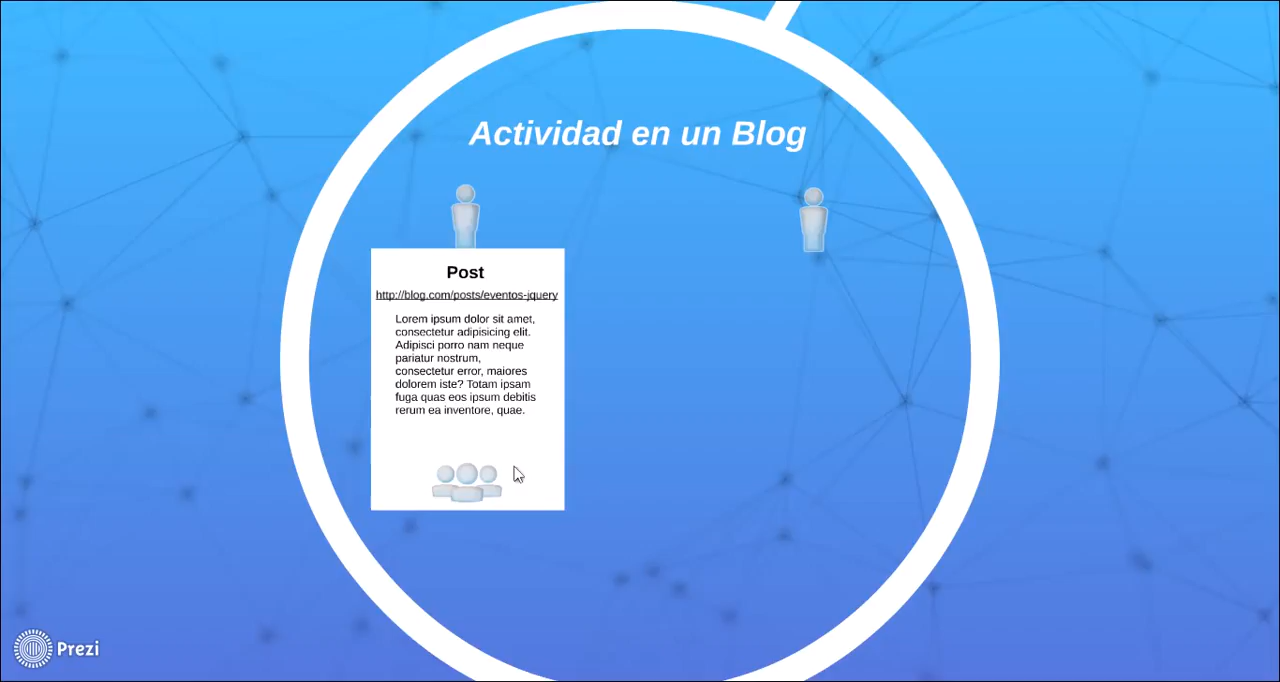 Actividad en un Blog
Post
http://blog.com/posts/eventos-jquery
Lorem ipsum dolor sit amet,
consectetur adipisicing elit.
Adipisci porro nam neque
pariatur nostrum,
consectetur error, maiores
dolorem iste? Totam ipsam
fuga quas eos ipsum debitis
rerum ea inventore, quae.
Prezi